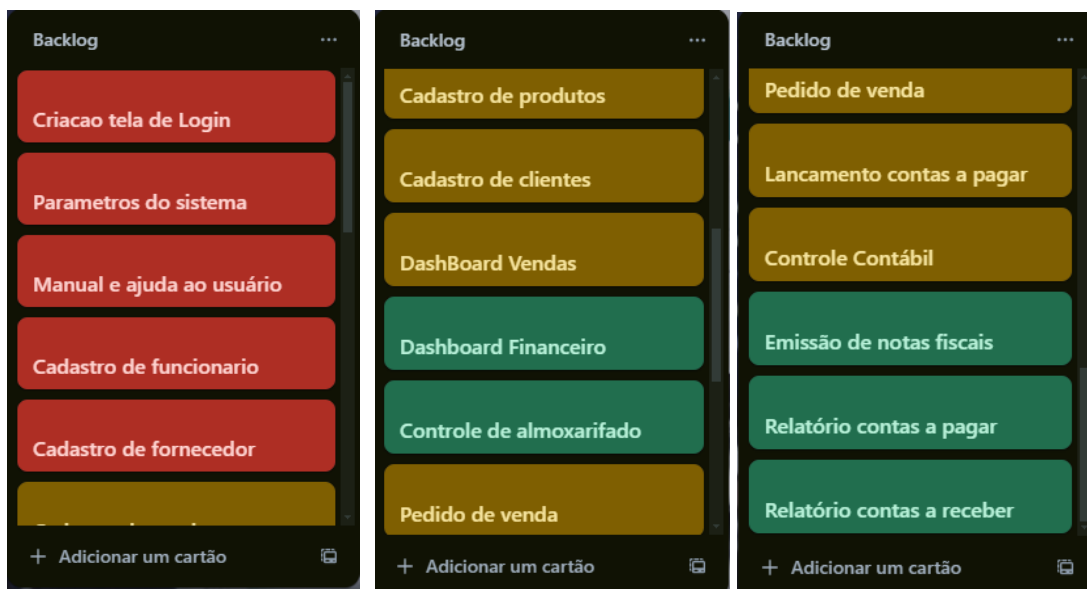 Backlog
Criacao tela de Login
Parametros do sistema
Manual e ajuda ao usuário
Cadastro de funcionario
Cadastro de fornecedor
+ Adicionar um cartão
Backlog
Cadastro de produtos
Cadastro de clientes
DashBoard Vendas
Dashboard Financeiro
Controle de almoxarifado
Pedido de venda
+ Adicionar um cartão
Backlog
Pedido de venda
Lancamento contas a pagar
Controle Contábil
Emissão de notas fiscais
Relatório contas a pagar
Relatório contas a receber
+ Adicionar um cartão